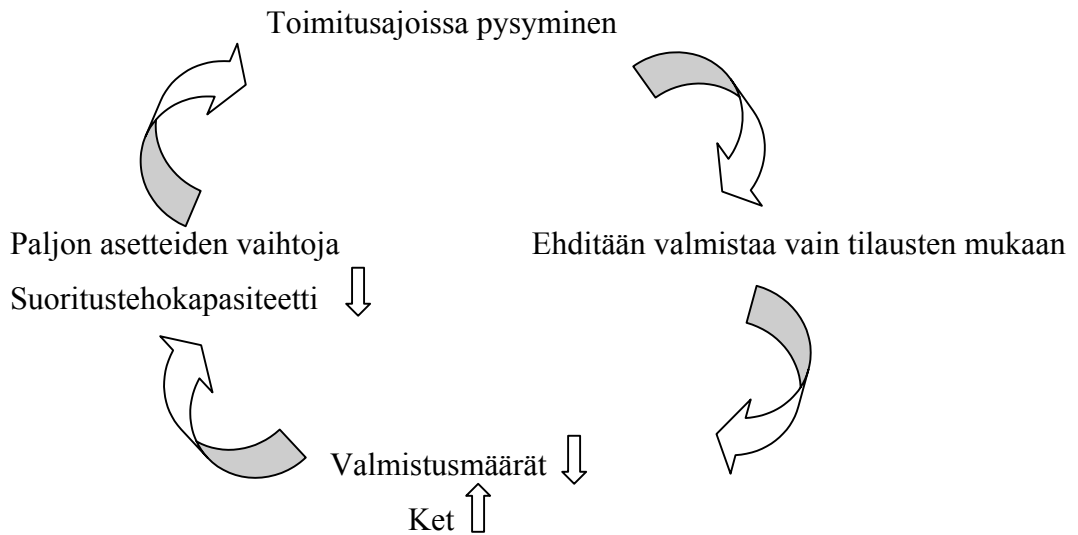 Toimitusajoissa pysyminen
Paljon asetteiden vaihtoja
Ehditään valmistaa vain tilausten mukaan
Suoritustehokapasiteetti
Valmistusmäärät
Ket